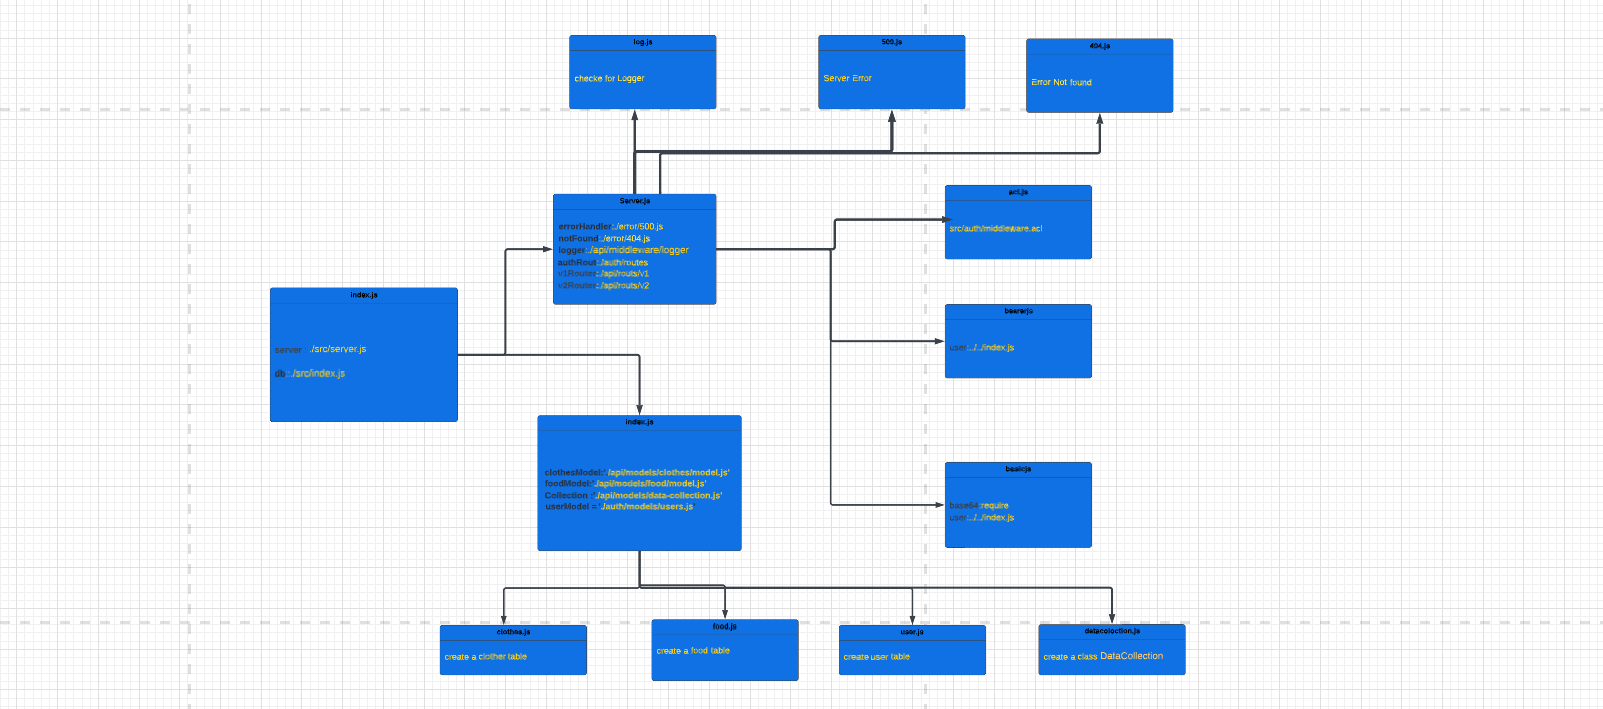 log.js
checke for Logger
500.js
Server Error
404.js
Error Not found
Server.js
errorHandler:./error/500.js
notFound:./error/404.js
logger:./api/middleware/logger
authRout:./auth/routes
v1Router:./api/routs/v1
v2Router:./api/routs/v2
acl.js
src/auth/middleware.acl
index.js
server : ./src/server.js
db:./src/index.js
bearerjs
user:../../index.js
index.js
clothesModel:'./api/models/clothes/model.js'
foodModel:'./api/models/food/model.js'
Collection :'./api/models/data-collection.js'
userModel = './auth/models/users.js'
basicjs
base64:require
user:../../index.js
clothes.js
create a clother table
food.js
create a food table
user.js
create user table
datacoloction.js
create a class DataCollection